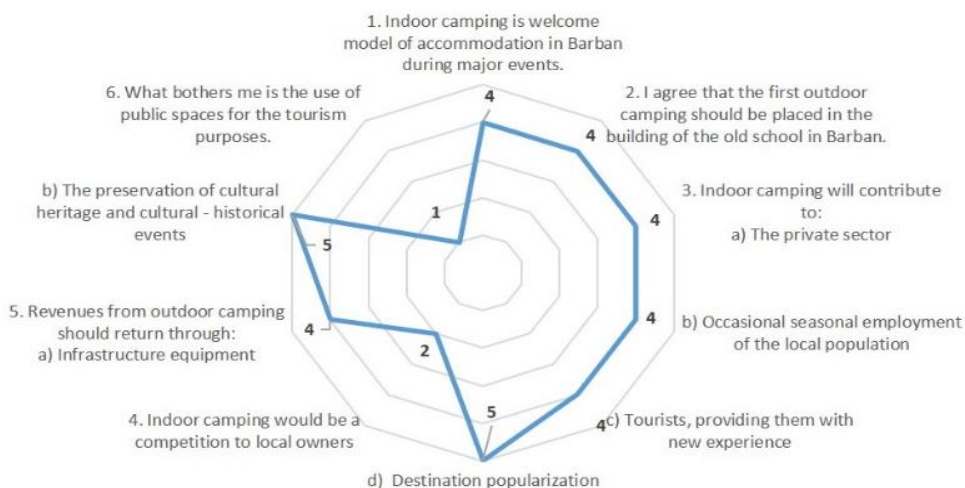 1. Indoor camping is welcome
model of accommodation in Barban
during major events.
4
2. I agree that the first outdoor
camping should be placed in the
building of the old school in Barban.
4
3. Indoor camping will contribute
to:
a) The private sector
4
b) Occasional seasonal employment
of the local population
4
c) Tourists, providing them with
new experience
4
d) Destination popularization
5
4. Indoor camping would be a
competition to local owners
2
5. Revenues from outdoor camping
should return through:
a) Infrastructure equipment
4
b) The preservation of cultural
heritage and cultural - historical
events
5
6. What bothers me is the use of
public spaces for the tourism
purposes.
1